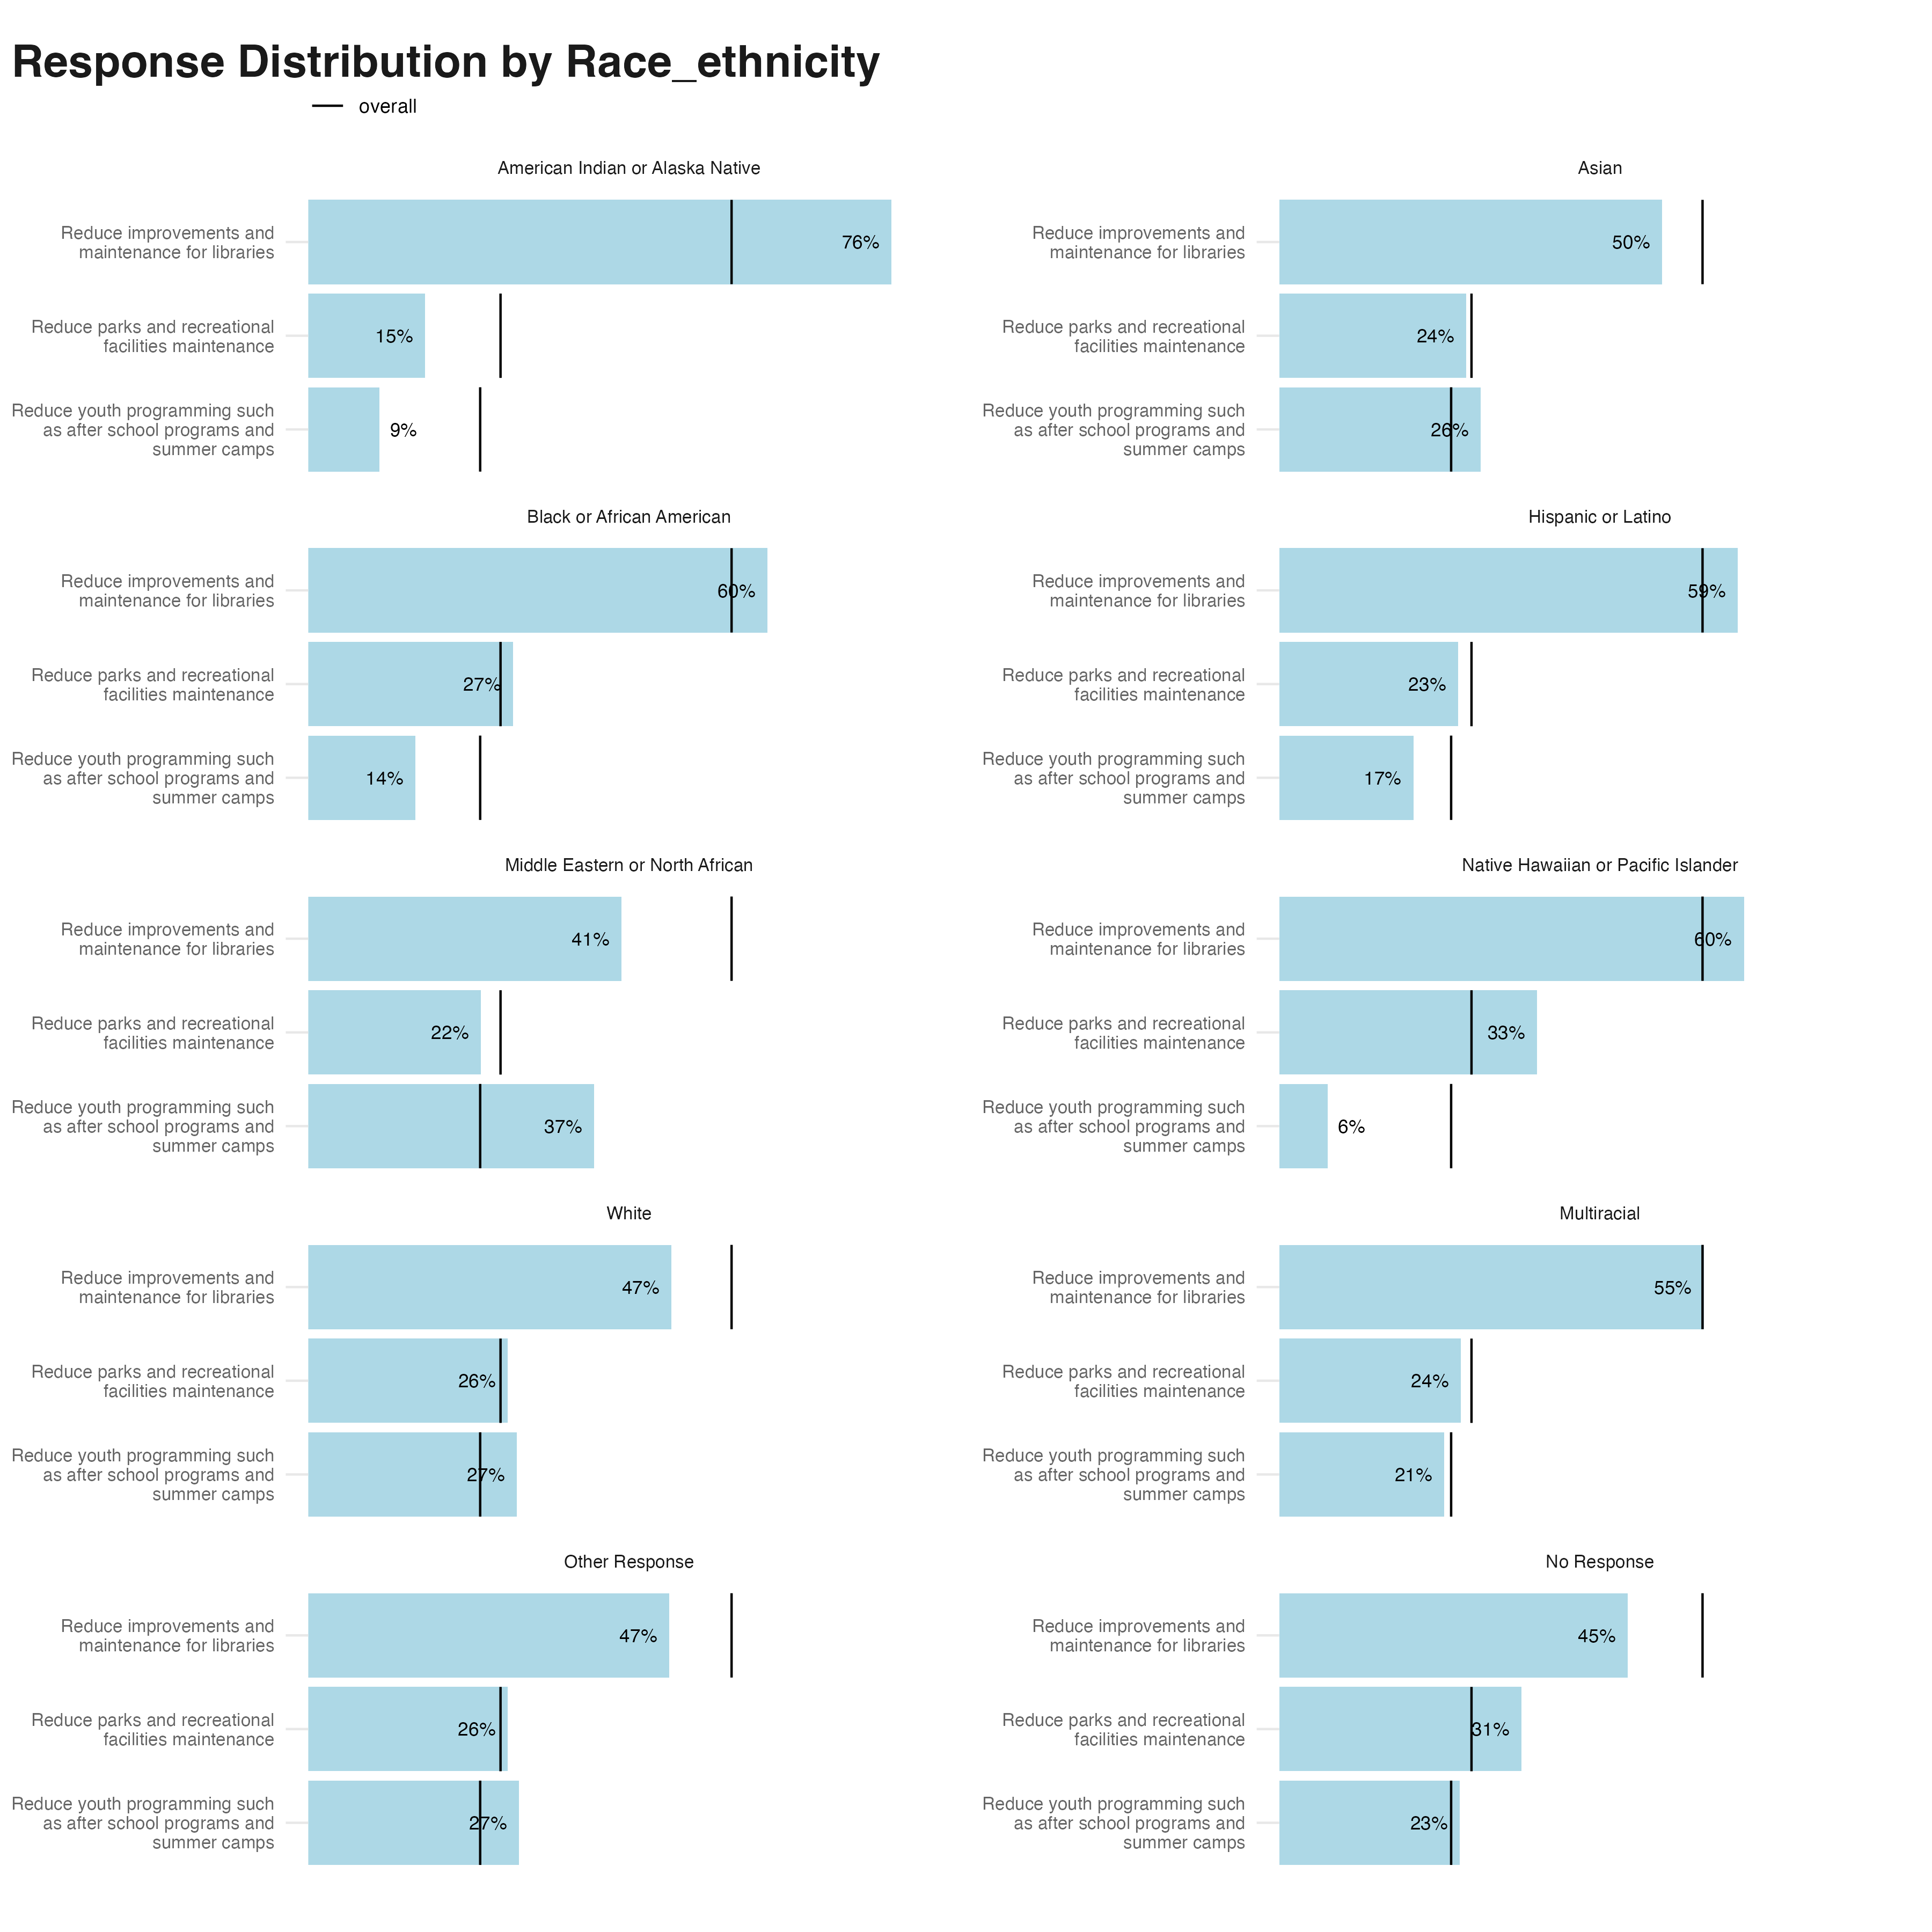 Response Distribution by Race_ethnicity
overall
American Indian or Alaska Native
Reduce improvements and
maintenance for libraries
76%
Reduce parks and recreational
facilities maintenance
15%
Reduce youth programming such
as after school programs and
summer camps
9%
Asian
Reduce improvements and
maintenance for libraries
50%
Reduce parks and recreational
facilities maintenance
24%
Reduce youth programming such
as after school programs and
summer camps
26%
Black or African American
Reduce improvements and
maintenance for libraries
60%
Reduce parks and recreational
facilities maintenance
27%
Reduce youth programming such
as after school programs and
summer camps
14%
Hispanic or Latino
Reduce improvements and
maintenance for libraries
59%
Reduce parks and recreational
facilities maintenance
23%
Reduce youth programming such
as after school programs and
summer camps
17%
Middle Eastern or North African
Reduce improvements and
maintenance for libraries
41%
Reduce parks and recreational
facilities maintenance
22%
Reduce youth programming such
as after school programs and
summer camps
37%
Native Hawaiian or Pacific Islander
Reduce improvements and
maintenance for libraries
60%
Reduce parks and recreational
facilities maintenance
33%
Reduce youth programming such
as after school programs and
summer camps
6%
White
Reduce improvements and
maintenance for libraries
47%
Reduce parks and recreational
facilities maintenance
26%
Reduce youth programming such
as after school programs and
summer camps
27%
Multiracial
Reduce improvements and
maintenance for libraries
55%
Reduce parks and recreational
facilities maintenance
24%
Reduce youth programming such
as after school programs and
summer camps
21%
Other Response
Reduce improvements and
maintenance for libraries
47%
Reduce parks and recreational
facilities maintenance
26%
Reduce youth programming such
as after school programs and
summer camps
27%
No Response
Reduce improvements and
maintenance for libraries
45%
Reduce parks and recreational
facilities maintenance
31%
Reduce youth programming such
as after school programs and
summer camps
23%